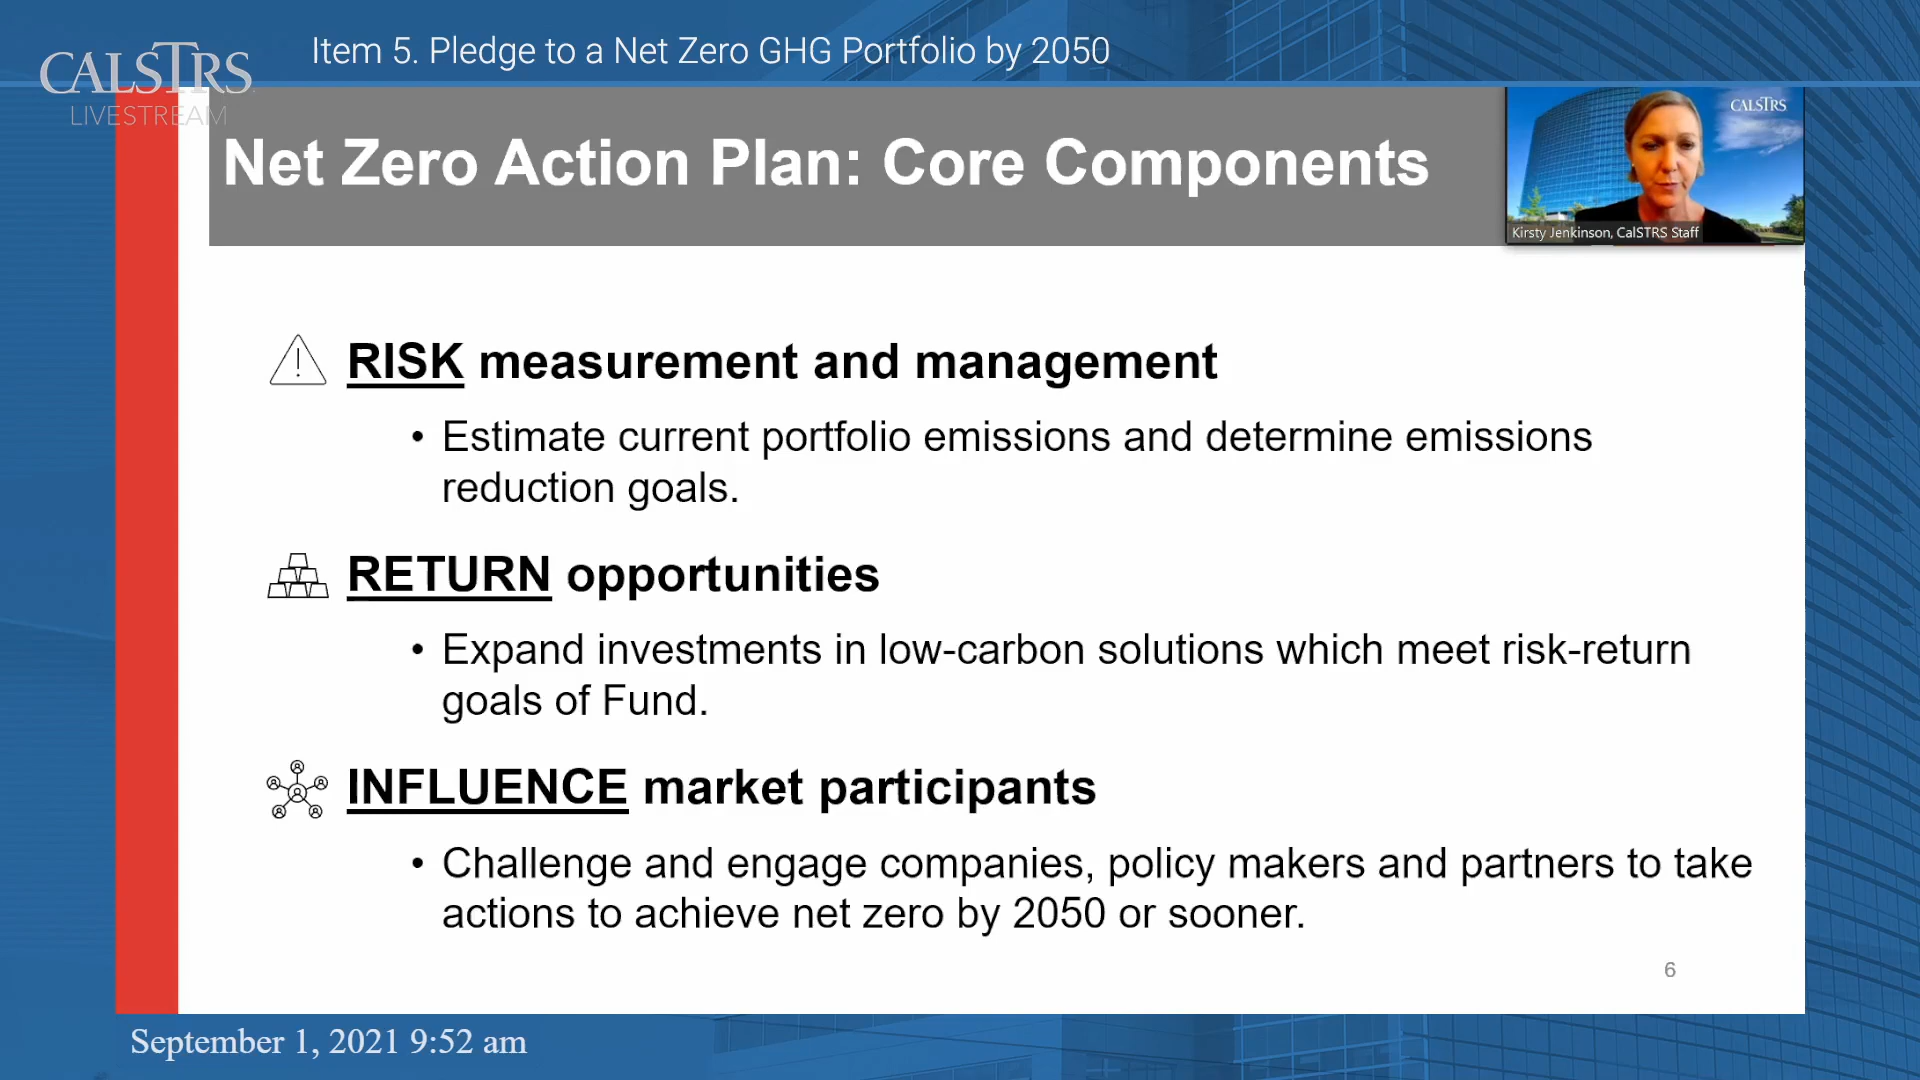 Item 5. Pledge to a Net Zero GHG Portfolio by 2050
CALSTRS
LIVESTREAM
Net Zero Action Plan: Core Components
CALSTRS
Kirsty Jenkinson, CalSTRS Staff
RISK measurement and management
• Estimate current portfolio emissions and determine emissions
reduction goals.
RETURN opportunities
• Expand investments in low-carbon solutions which meet risk-return
goals of Fund.
INFLUENCE market participants
• Challenge and engage companies, policy makers and partners to take
actions to achieve net zero by 2050 or sooner.
6
September 1, 2021 9:52 am